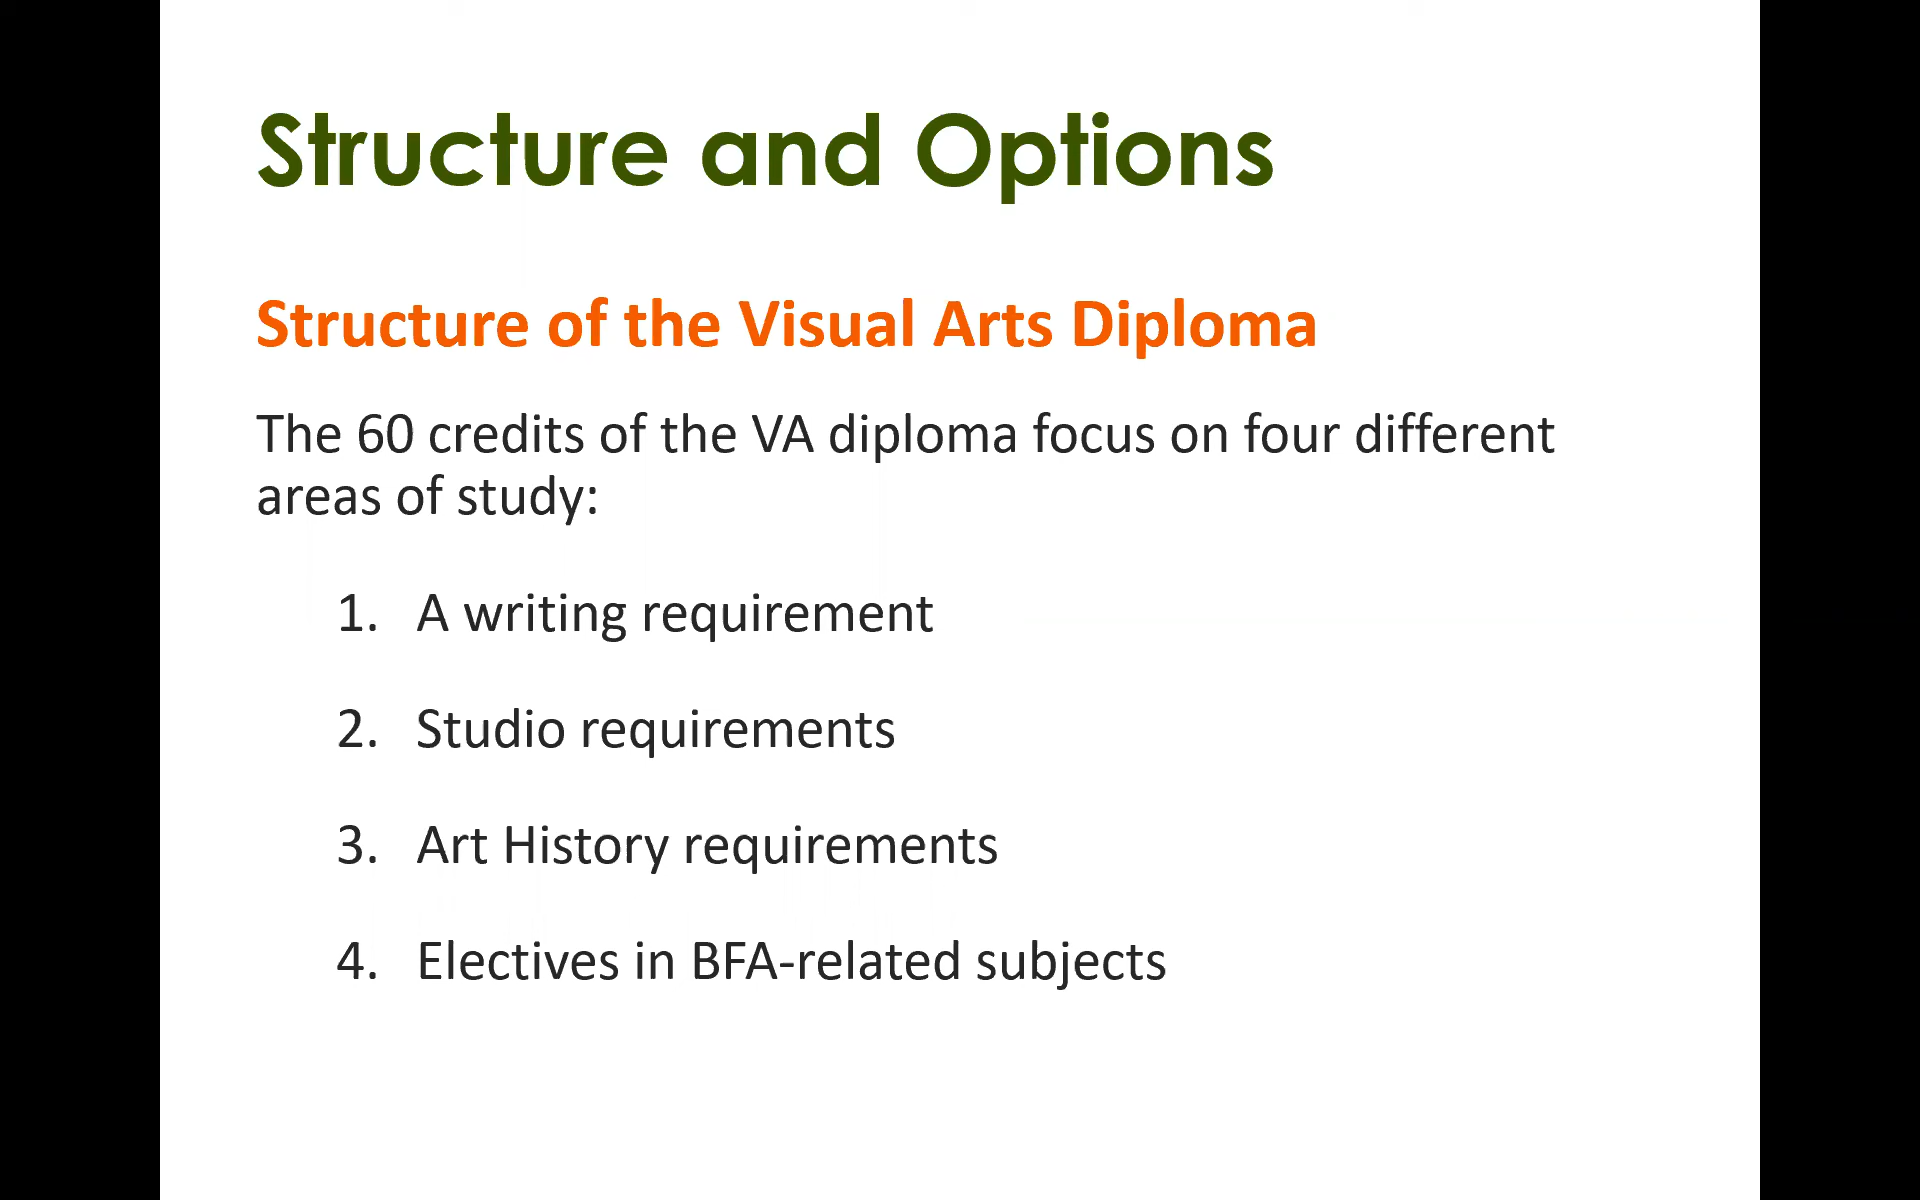 Structure and Options
Structure of the Visual Arts Diploma
The 60 credits of the VA diploma focus on four different
areas of study:
1. A writing requirement
2. Studio requirements
3. Art History requirements
4. Electives in BFA-related subjects